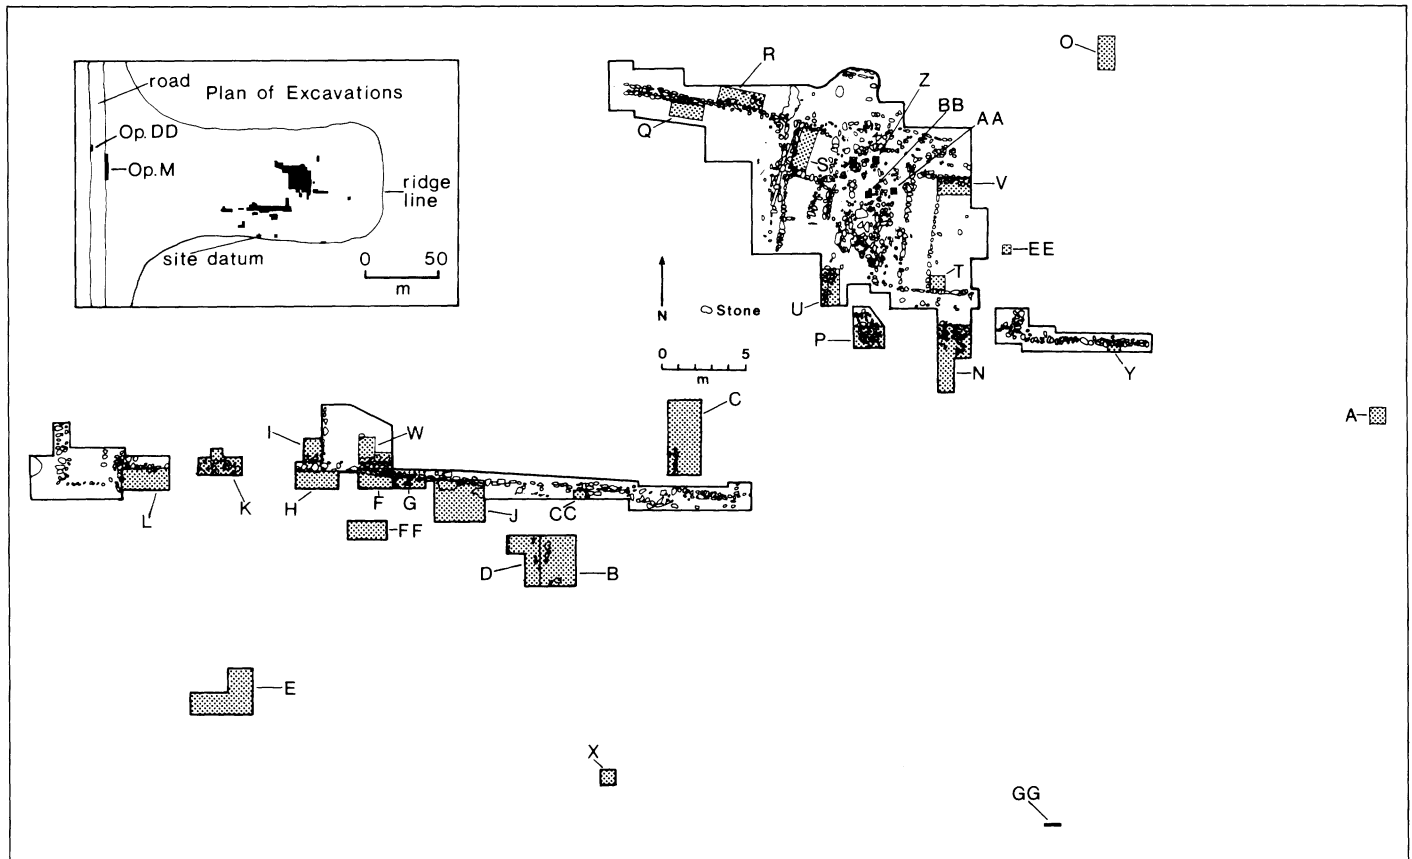 road
Plan of Excavations
Op. DD
Op. M
ridge
line
site datum
0 50
m
O
R
Z
BB
AA
Q
S
V
EE
T
U
N
Stone
P
0 5
m
N
Y
C
A
I
W
L
K
H
F
G
J
CC
FF
D
B
E
X
GG